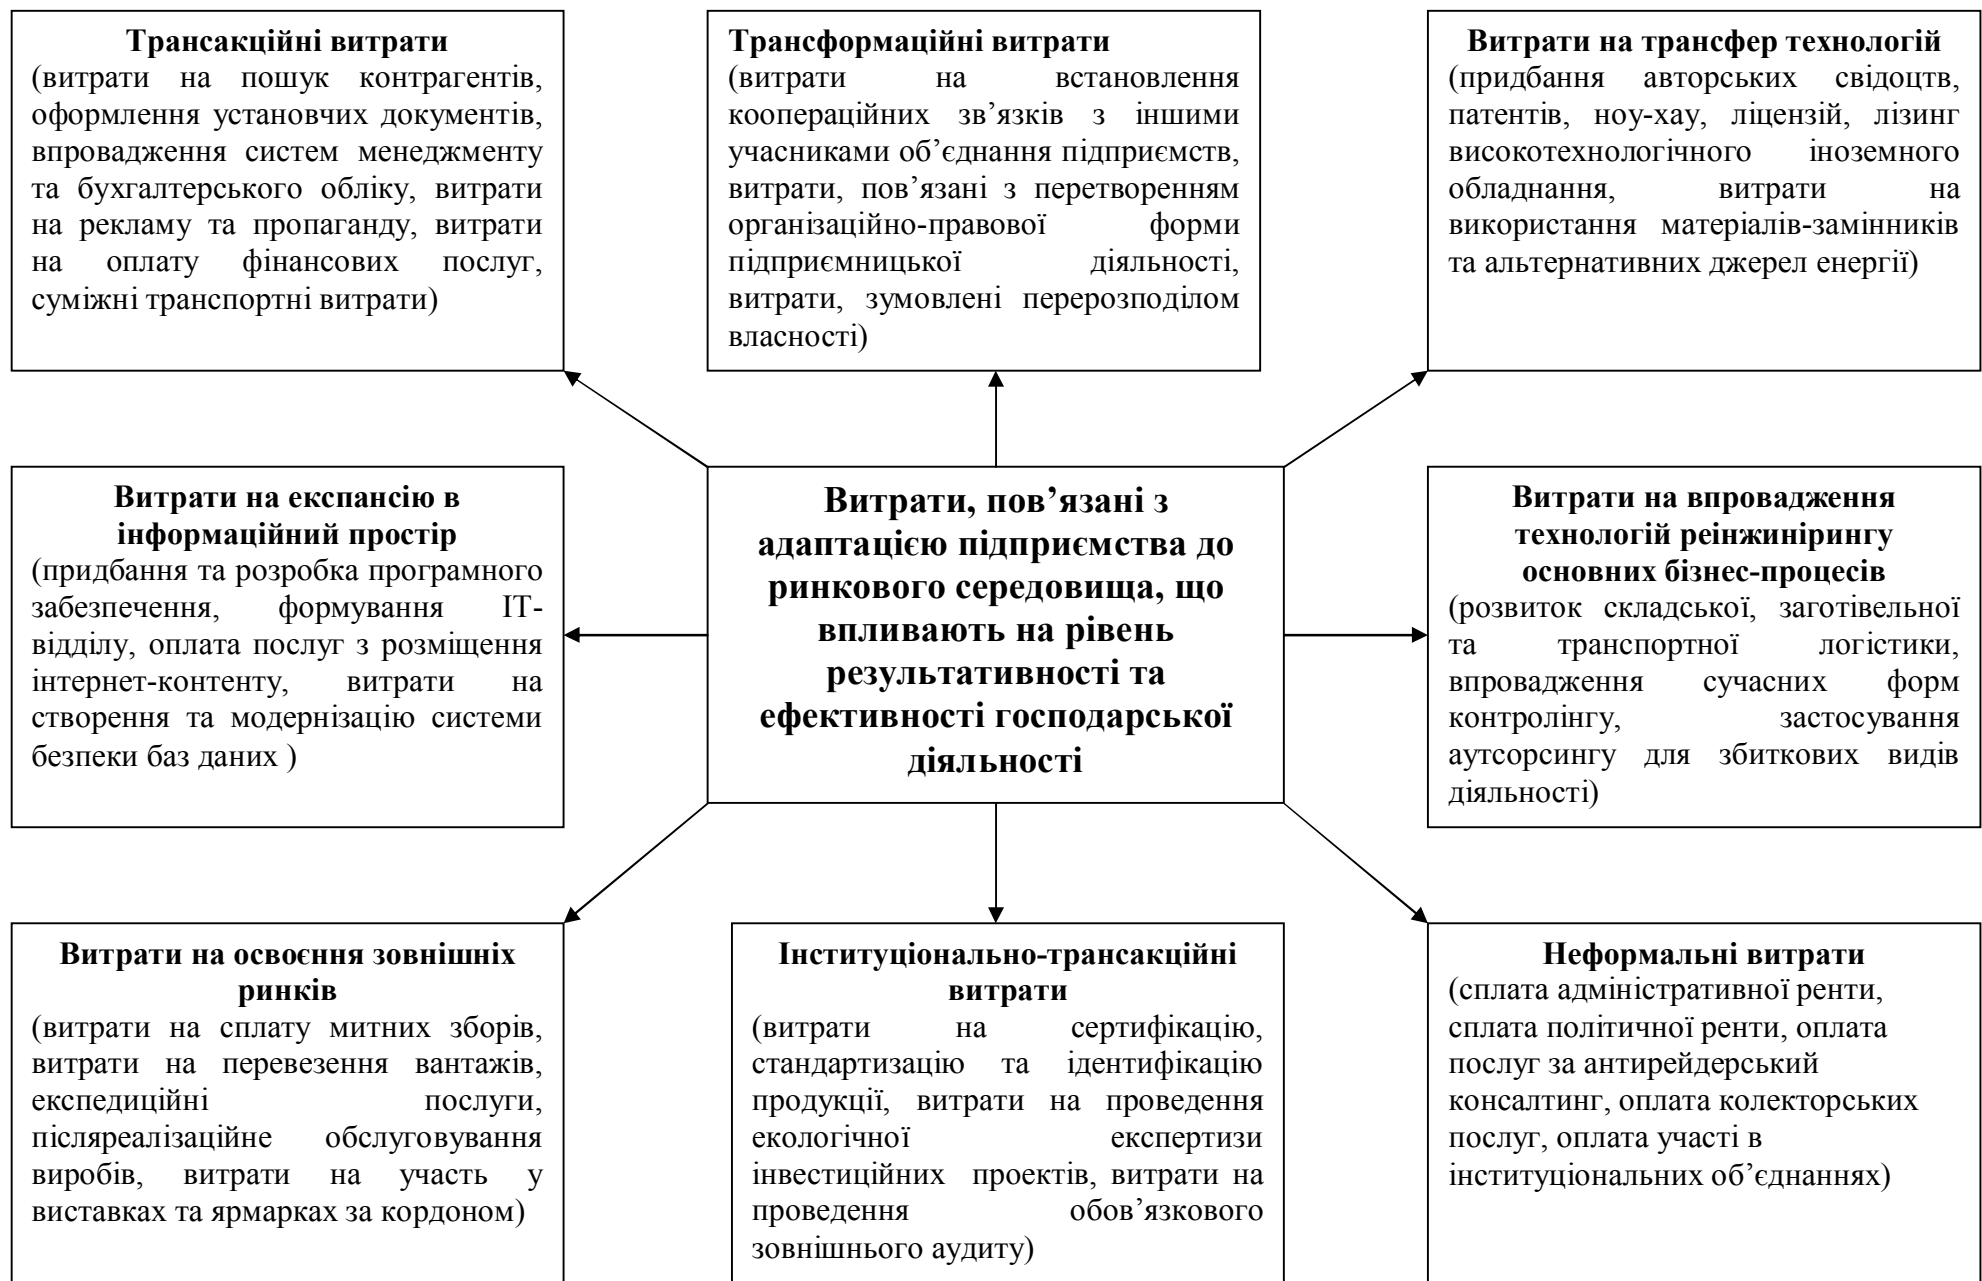 Трансакційні витрати
(витрати на пошук контрагентів,
оформлення установчих документів,
впровадження систем менеджменту
та бухгалтерського обліку, витрати
на рекламу та пропаганду, витрати
на оплату фінансових послуг,
суміжні транспортні витрати)
Трансформаційні витрати
(витрати на встановлення
коопераційних зв’язків з іншими
учасниками об’єднання підприємств,
витрати, пов’язані з перетворенням
організаційно-правової форми
підприємницької діяльності,
витрати, зумовлені перерозподілом
власності)
Витрати на трансфер технологій
(придбання авторських свідоцтв,
патентів, ноу-хау, ліцензій, лізинг
високотехнологічного іноземного
обладнання, витрати на
використання матеріалів-замінників
та альтернативних джерел енергії)
Витрати на експансію в
інформаційний простір
(придбання та розробка програмного
забезпечення, формування ІТ-
відділу, оплата послуг з розміщення
інтернет-контенту, витрати на
створення та модернізацію системи
безпеки баз даних )
Витрати, пов’язані з
адаптацією підприємства до
ринкового середовища, що
впливають на рівень
результативності та
ефективності господарської
діяльності
Витрати на впровадження
технологій реінжинірингу
основних бізнес-процесів
(розвиток складської, заготівельної
та транспортної логістики,
впровадження сучасних форм
контролінгу, застосування
аутсорсингу для збиткових видів
діяльності)
Витрати на освоєння зовнішніх
ринків
(витрати на сплату митних зборів,
витрати на перевезення вантажів,
експедиційні послуги,
післяреалізаційне обслуговування
виробів, витрати на участь у
виставках та ярмарках за кордоном)
Інституціонально-трансакційні
витрати
(витрати на сертифікацію,
стандартизацію та ідентифікацію
продукції, витрати на проведення
екологічної експертизи
інвестиційних проектів, витрати на
проведення обов’язкового
зовнішнього аудиту)
Неформальні витрати
(сплата адміністративної ренти,
сплата політичної ренти, оплата
послуг за антирейдерський
консалтинг, оплата колекторських
послуг, оплата участі в
інституціональних об’єднаннях)